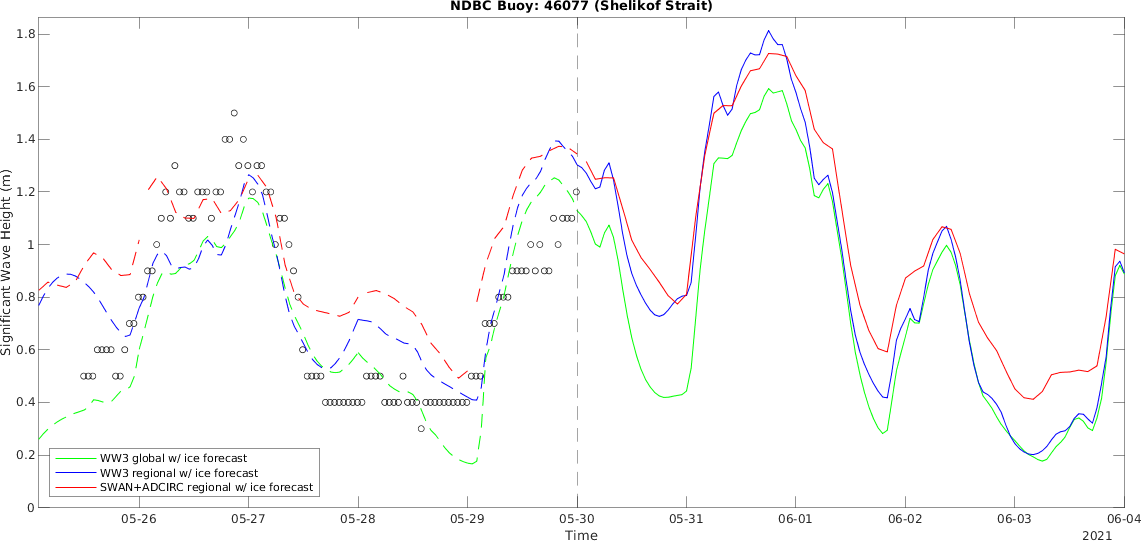 NDBC Buoy: 46077 (Shelikof Strait)
Significant Wave Height (m)
1.8
1.6
1.4
1.2
1
0.8
0.6
0.4
0.2
0
WW3 global w/ ice forecast
WW3 regional w/ ice forecast
SWAN+ADCIRC regional w/ ice forecast
05-26 05-27 05-28 05-29 05-30 05-31 06-01 06-02 06-03 06-04
Time
2021